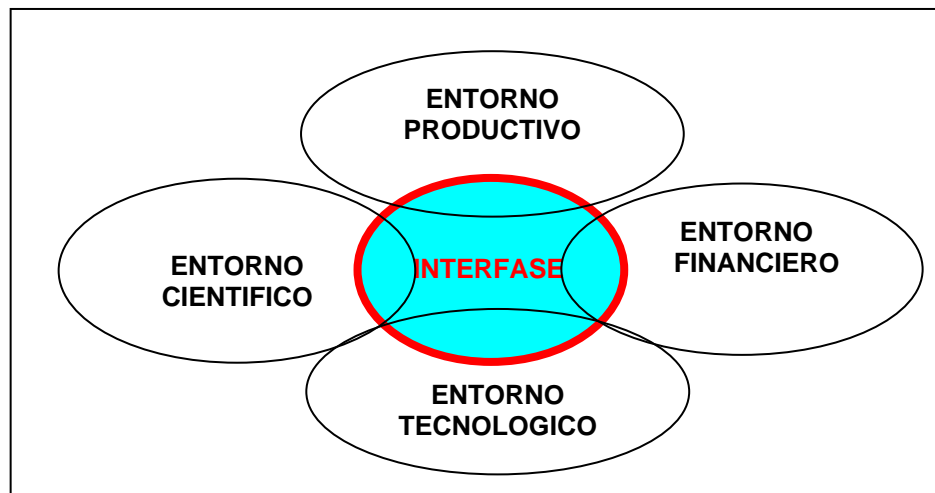 ENTORNO
PRODUCTIVO
ENTORNO
CIENTIFICO
INTERFASE
ENTORNO
FINANCIERO
ENTORNO
TECNOLOGICO